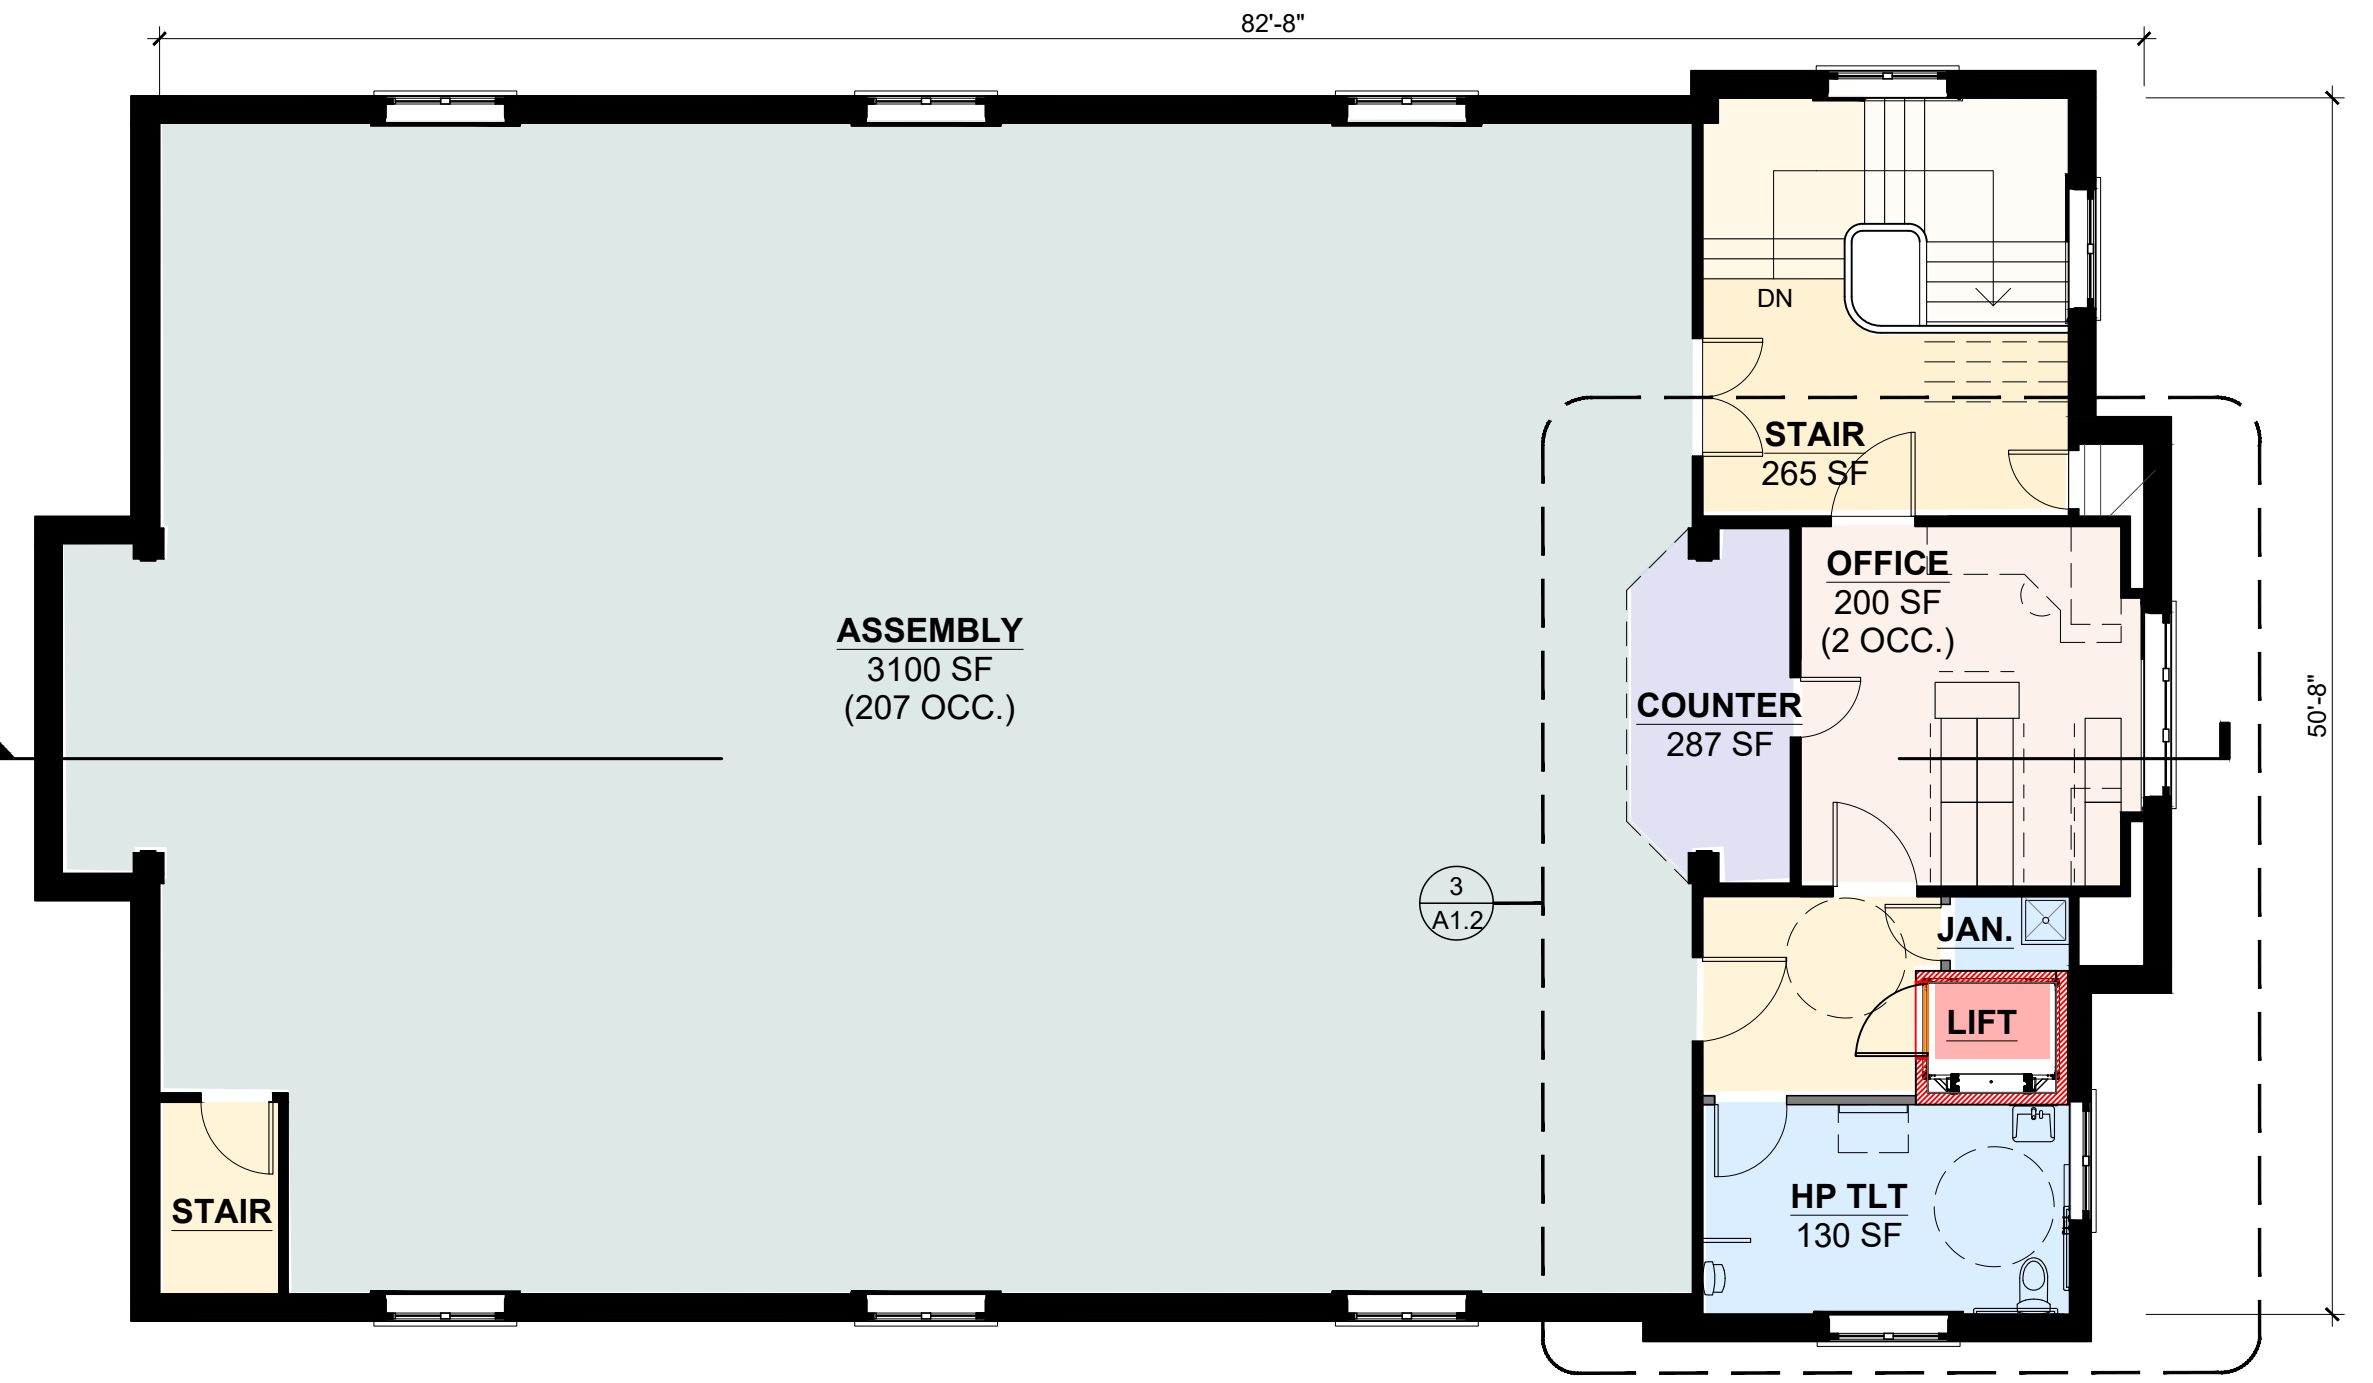 82'-8"
DN
STAIR
265 SF
OFFICE
200 SF
(2 OCC.)
ASSEMBLY
3100 SF
(207 OCC.)
COUNTER
287 SF
50'-8"
3
A1.2
JAN.
LIFT
STAIR
HP TLT
130 SF